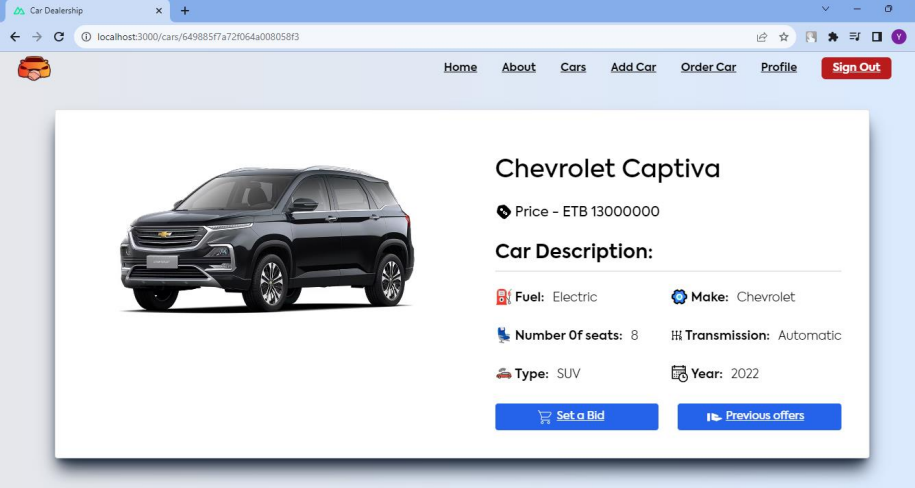 Car Dealership
localhost:3000/cars/649885f7a72f064a008058f3
Y
Home About Cars Add Car Order Car Profile Sign Out
Chevrolet Captiva
Price - ETB 13000000
Car Description:
Fuel: Electric Make: Chevrolet
Number Of seats: 8 Transmission: Automatic
Type: SUV Year: 2022
Set a Bid Previous offers